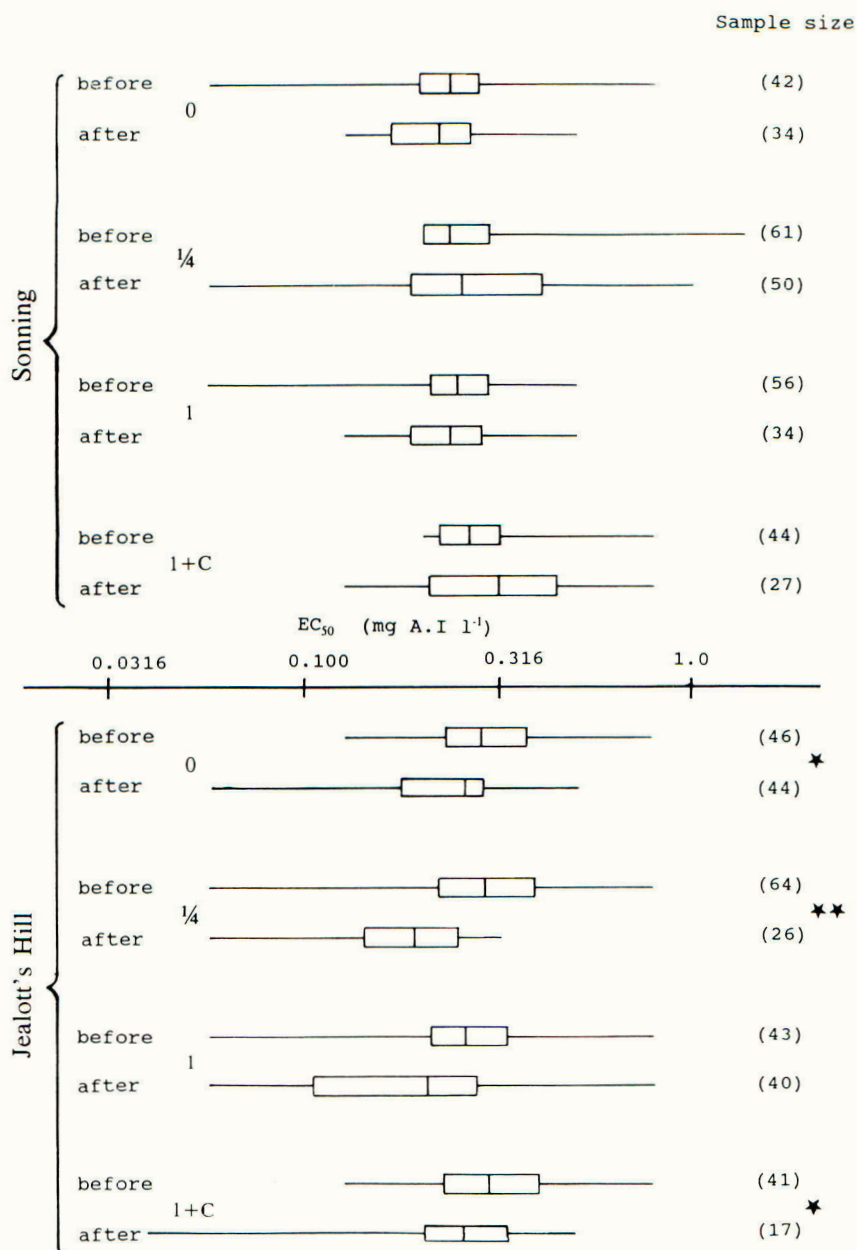 Sample size
before (42)
0
after (34)
before (61)
¼
after (50)
Sonning
before (56)
1
after (34)
before (44)
1+C
after (27)
EC₅₀ (mg A.I l⁻¹)
0.0316 0.100 0.316 1.0
before (46)
0 ★
after (44)
before (64)
¼ ★★
after (26)
Jealott's Hill
before (43)
1
after (40)
before (41)
1+C ★
after (17)